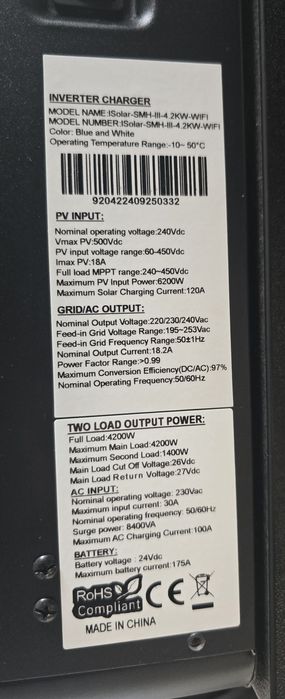 INVERTER CHARGER
MODEL NAME:ISolar-SMH-III-4.2KW-WIFI
MODEL NUMBER:ISolar-SMH-III-4.2KW-WIFI
Color: Blue and White
Operating Temperature Range:-10~ 50°C
920422409250332
PV INPUT:
Nominal operating voltage:240Vdc
Vmax PV:500Vdc
PV input voltage range:60-450Vdc
Imax PV:18A
Full load MPPT range:240~450Vdc
Maximum PV Input Power:6200W
Maximum Solar Charging Current:120A
GRID/AC OUTPUT:
Nominal Output Voltage:220/230/240Vac
Feed-in Grid Voltage Range:195~253Vac
Feed-in Grid Frequency Range:50±1Hz
Nominal Output Current:18.2A
Power Factor Range:>0.99
Maximum Conversion Efficiency(DC/AC):97%
Nominal Operating Frequency:50/60Hz
TWO LOAD OUTPUT POWER:
Full Load:4200W
Maximum Main Load:4200W
Maximum Second Load:1400W
Main Load Cut Off Voltage:26Vdc
Main Load Return Voltage:27Vdc
AC INPUT:
Nominal operating voltage: 230Vac
Maximum input current: 30A
Nominal operating frequency: 50/60Hz
Surge power: 8400VA
Maximum AC Charging Current:100A
BATTERY:
Battery voltage : 24Vdc
Maximum battery current:175A
RoHS
Compliant
CE
MADE IN CHINA